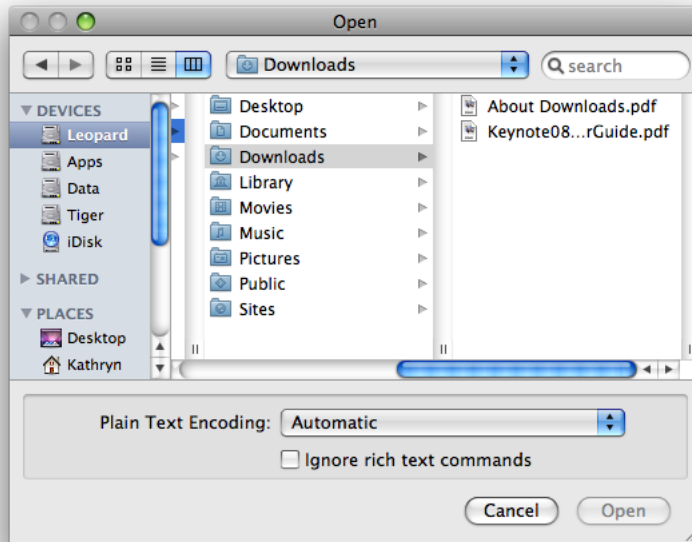 Open
Downloads
search
DEVICES
Leopard
Apps
Data
Tiger
iDisk
SHARED
PLACES
Desktop
Kathryn
Desktop
Documents
Downloads
Library
Movies
Music
Pictures
Public
Sites
About Downloads.pdf
Keynote08...rGuide.pdf
Plain Text Encoding: Automatic
Ignore rich text commands
Cancel Open